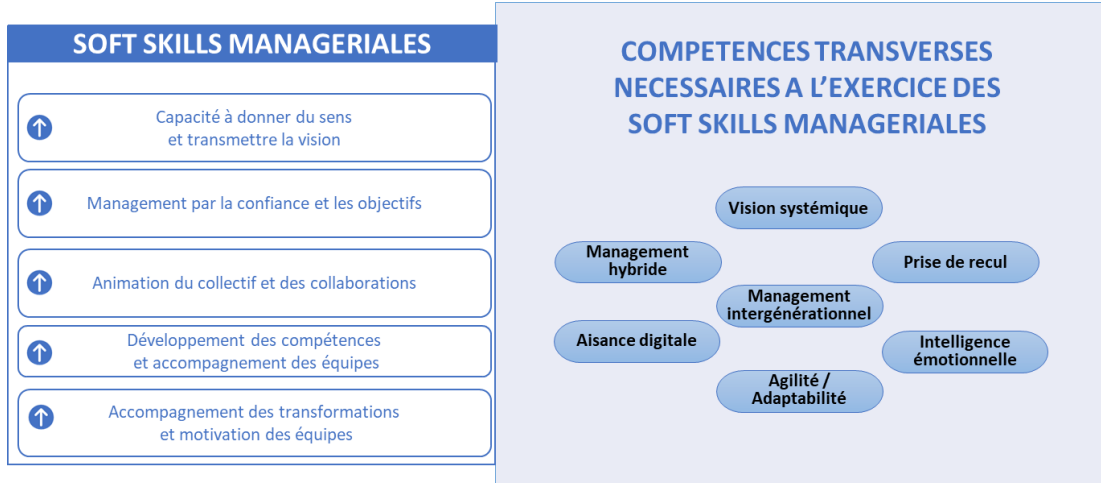 SOFT SKILLS MANAGERIALES
Capacité à donner du sens
et transmettre la vision
Management par la confiance et les objectifs
Animation du collectif et des collaborations
Développement des compétences
et accompagnement des équipes
Accompagnement des transformations
et motivation des équipes
COMPETENCES TRANSVERSES
NECESSAIRES A L’EXERCICE DES
SOFT SKILLS MANAGERIALES
Vision systémique
Management
hybride
Prise de recul
Management
intergénérationnel
Aisance digitale
Intelligence
émotionnelle
Agilité /
Adaptabilité